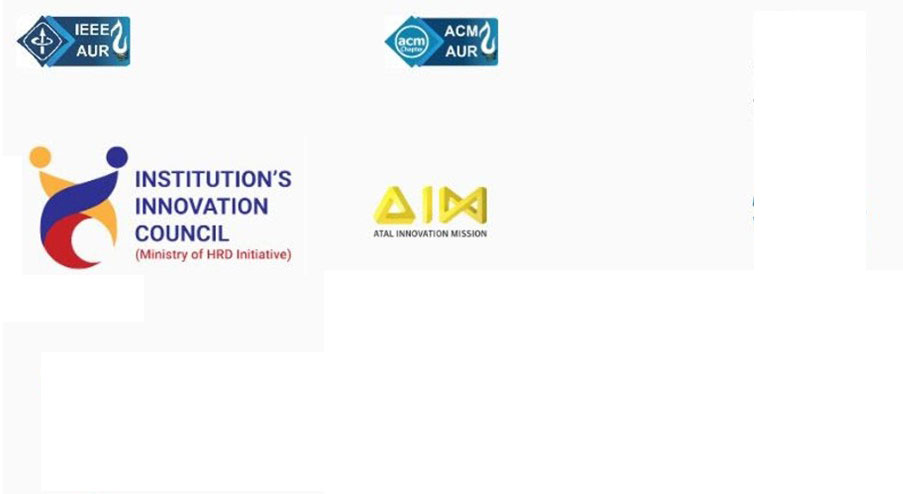 IEEE
AUR
acm
Chapter
ACM
AUR
INSTITUTION'S
INNOVATION
COUNCIL
(Ministry of HRD Initiative)
AIM
ATAL INNOVATION MISSION